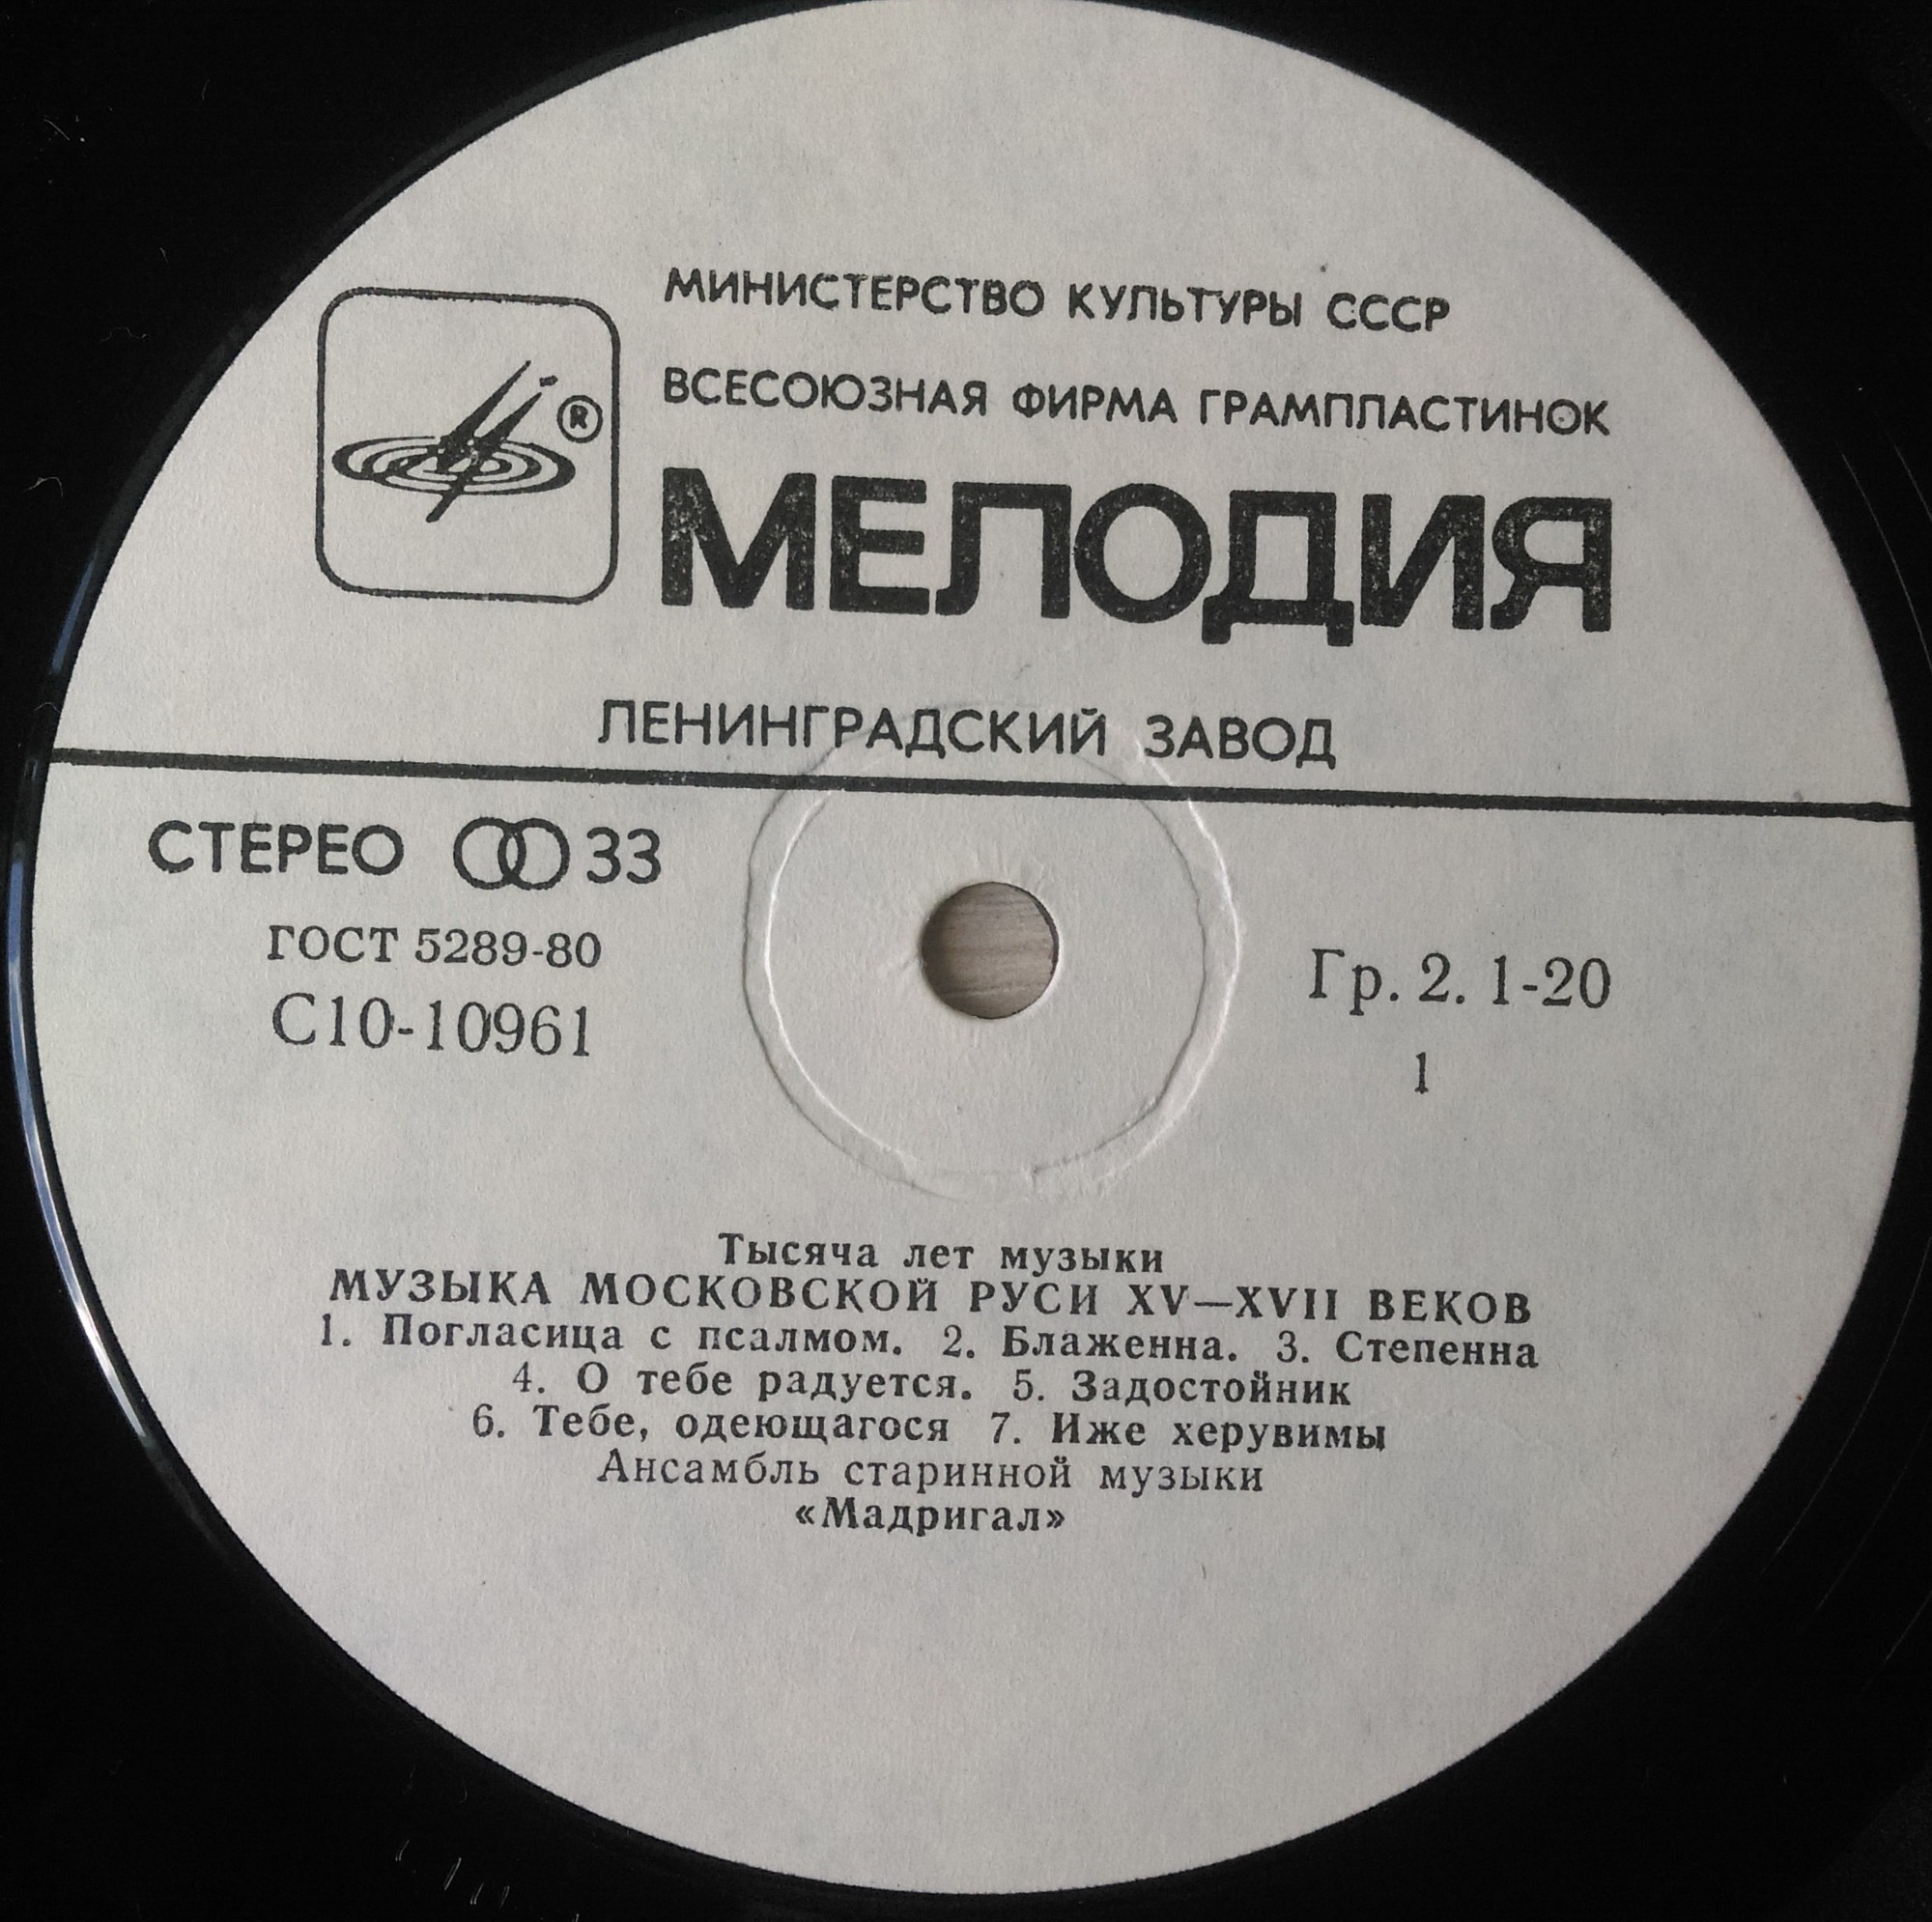 МИНИСТЕРСТВО КУЛЬТУРЫ СССР
ВСЕСОЮЗНАЯ ФИРМА ГРАМПЛАСТИНОК
®
МЕЛОДИЯ
ЛЕНИНГРАДСКИЙ ЗАВОД
СТЕРЕО 33
ГОСТ 5289-80
С10-10961
Гр. 2. 1-20
1
Тысяча лет музыки
МУЗЫКА МОСКОВСКОЙ РУСИ XV—XVII ВЕКОВ
1. Погласица с псалмом. 2. Блаженна. 3. Степенна
4. О тебе радуется. 5. Задостойник
6. Тебе, одеющагося 7. Иже херувимы
Ансамбль старинной музыки
«Мадригал»